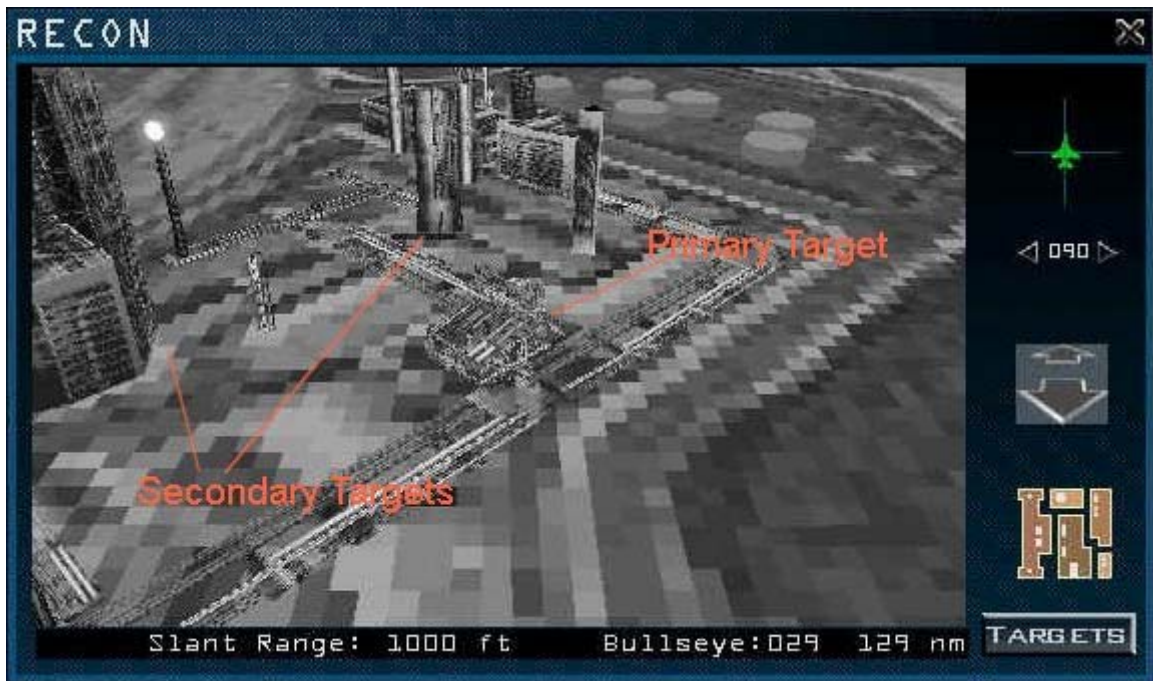 RECON
Primary Target
090
Secondary Targets
Slant Range: 1000 ft Bullseye:029 129 nm
TARGETS